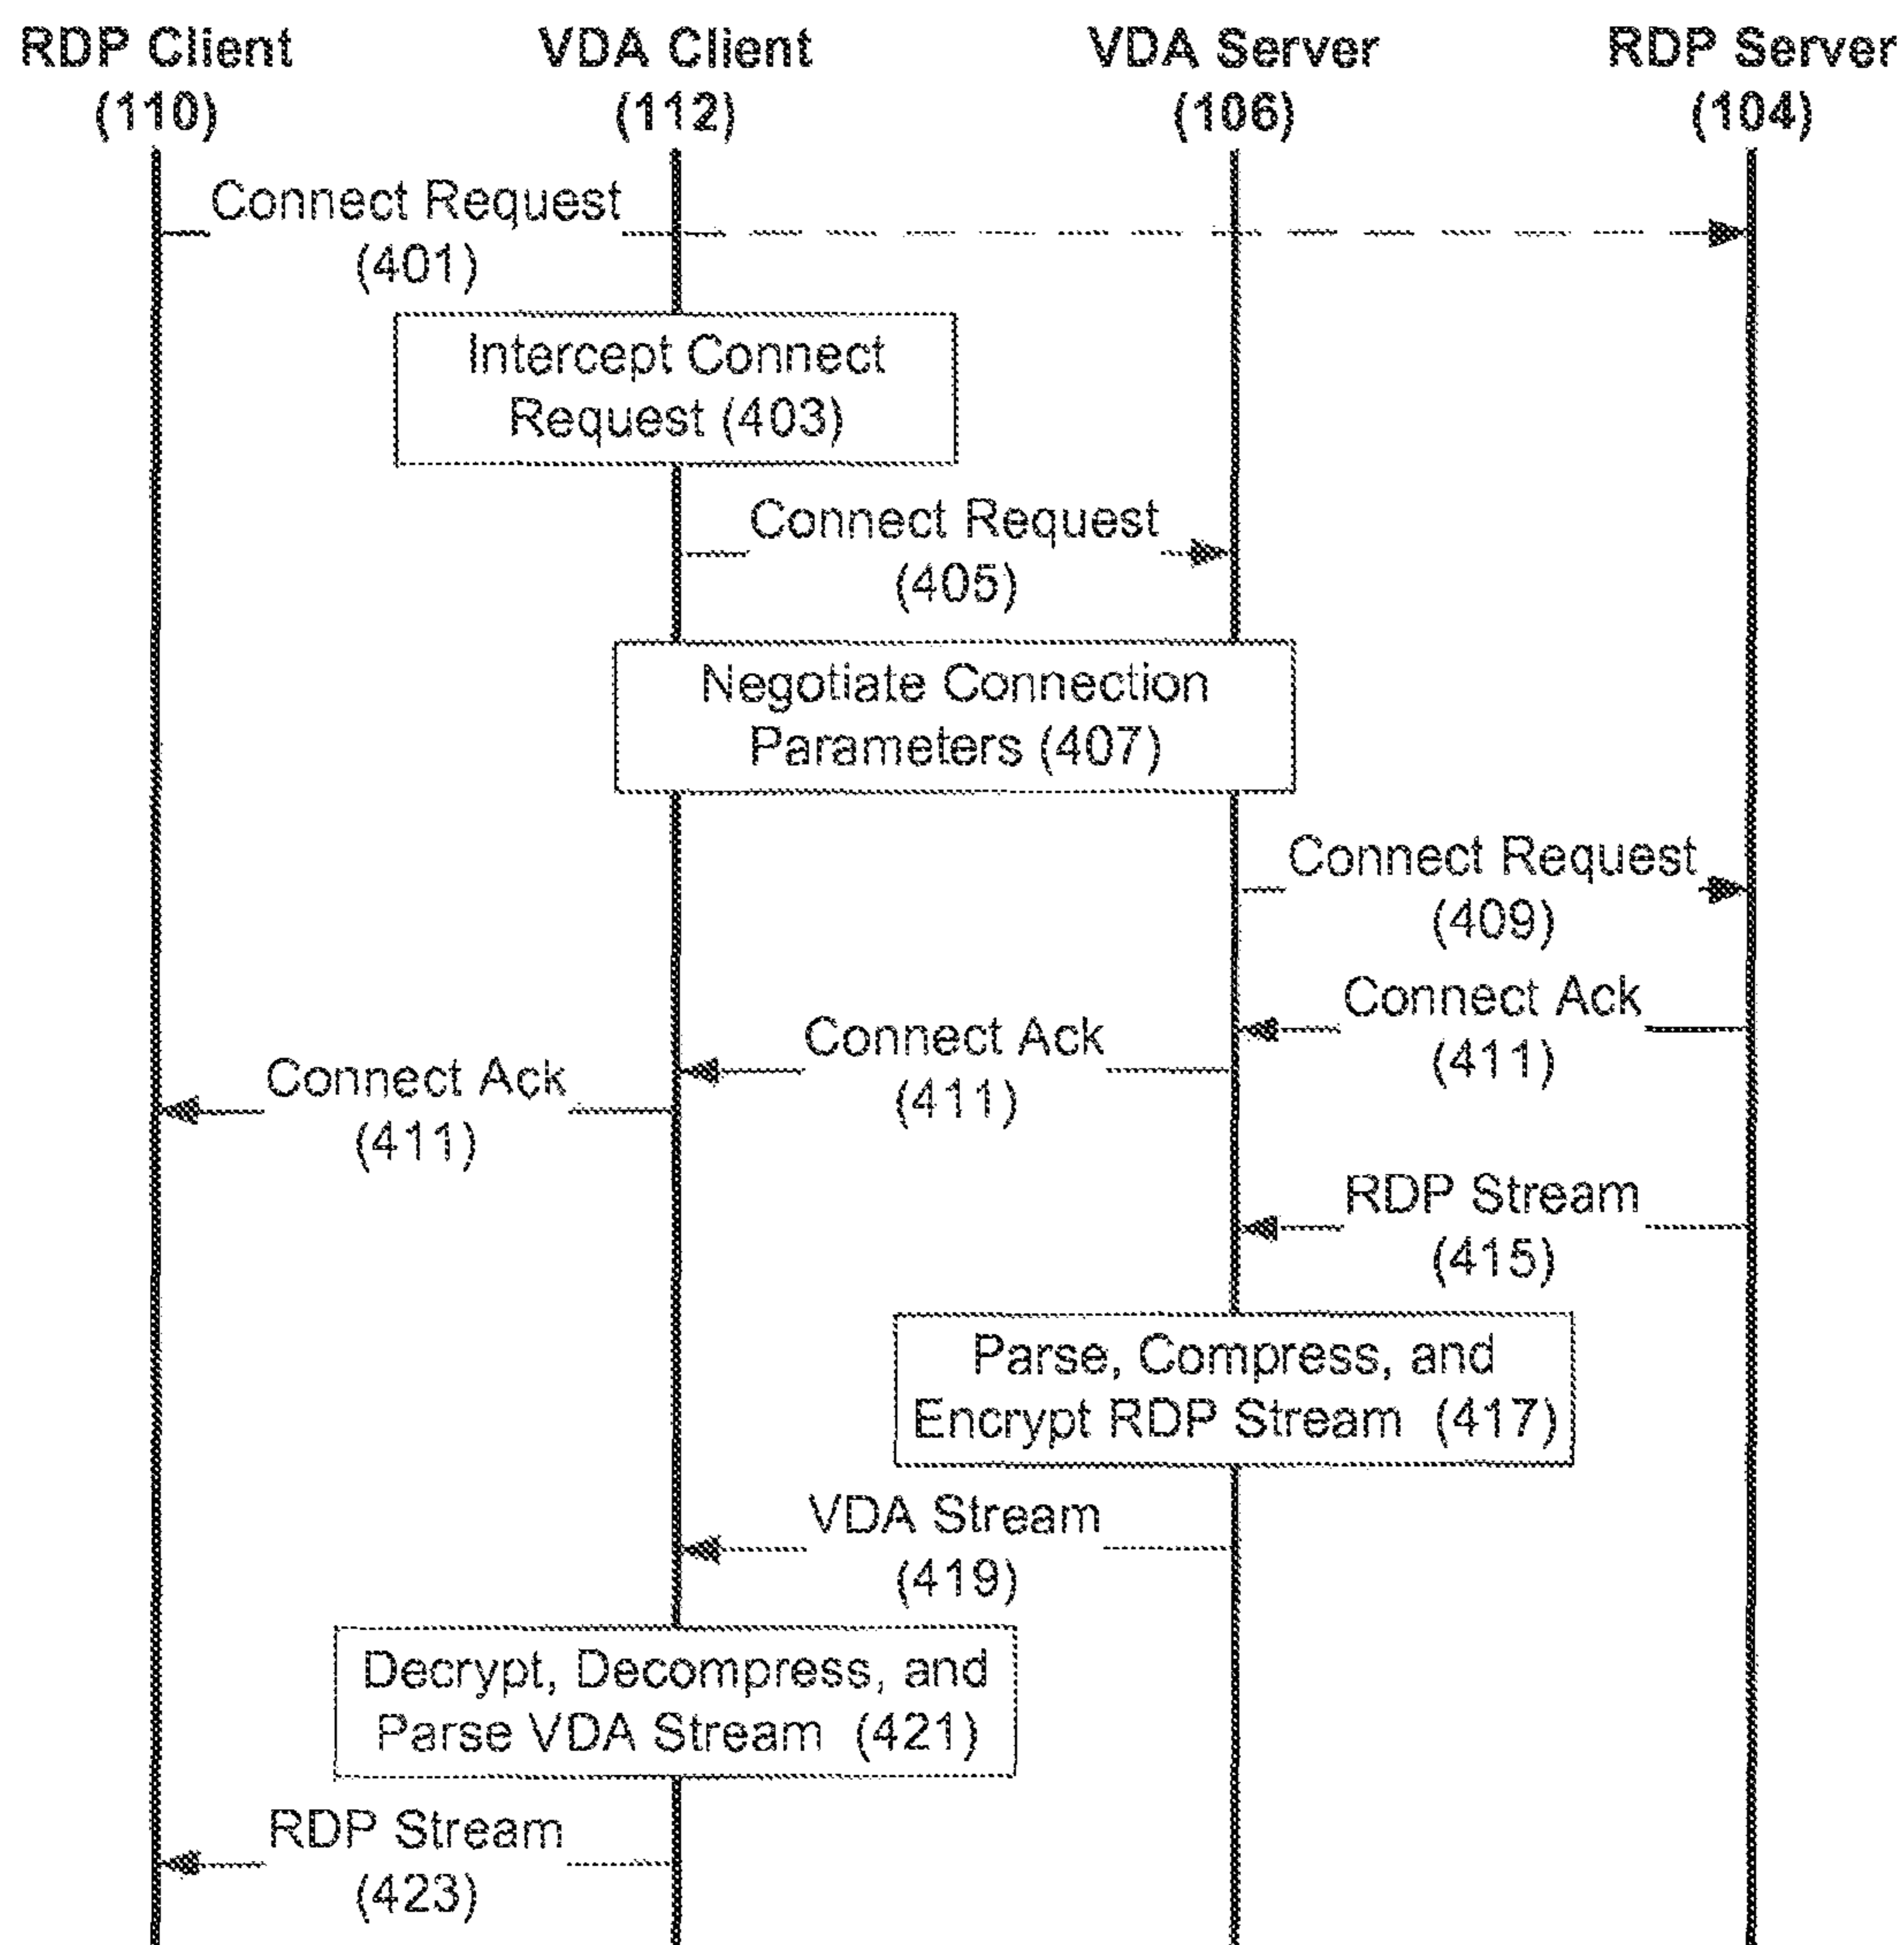 RDP Client
(110)
VDA Client
(112)
VDA Server
(106)
RDP Server
(104)
Connect Request
(401)
Intercept Connect
Request (403)
Connect Request
(405)
Negotiate Connection
Parameters (407)
Connect Request
(409)
Connect Ack
(411)
Connect Ack
(411)
Connect Ack
(411)
RDP Stream
(415)
Parse, Compress, and
Encrypt RDP Stream (417)
VDA Stream
(419)
Decrypt, Decompress, and
Parse VDA Stream (421)
RDP Stream
(423)